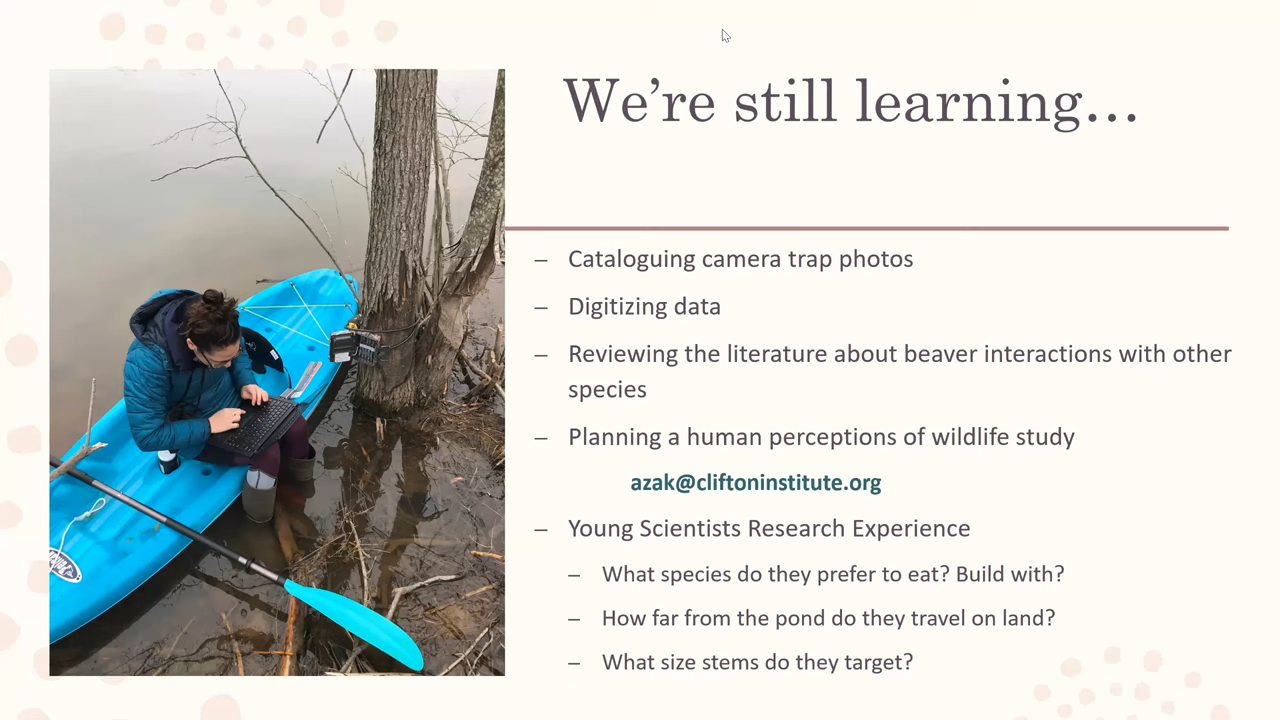 We're still learning...
– Cataloguing camera trap photos
– Digitizing data
– Reviewing the literature about beaver interactions with other
species
– Planning a human perceptions of wildlife study
azak@cliftoninstitute.org
– Young Scientists Research Experience
– What species do they prefer to eat? Build with?
– How far from the pond do they travel on land?
– What size stems do they target?